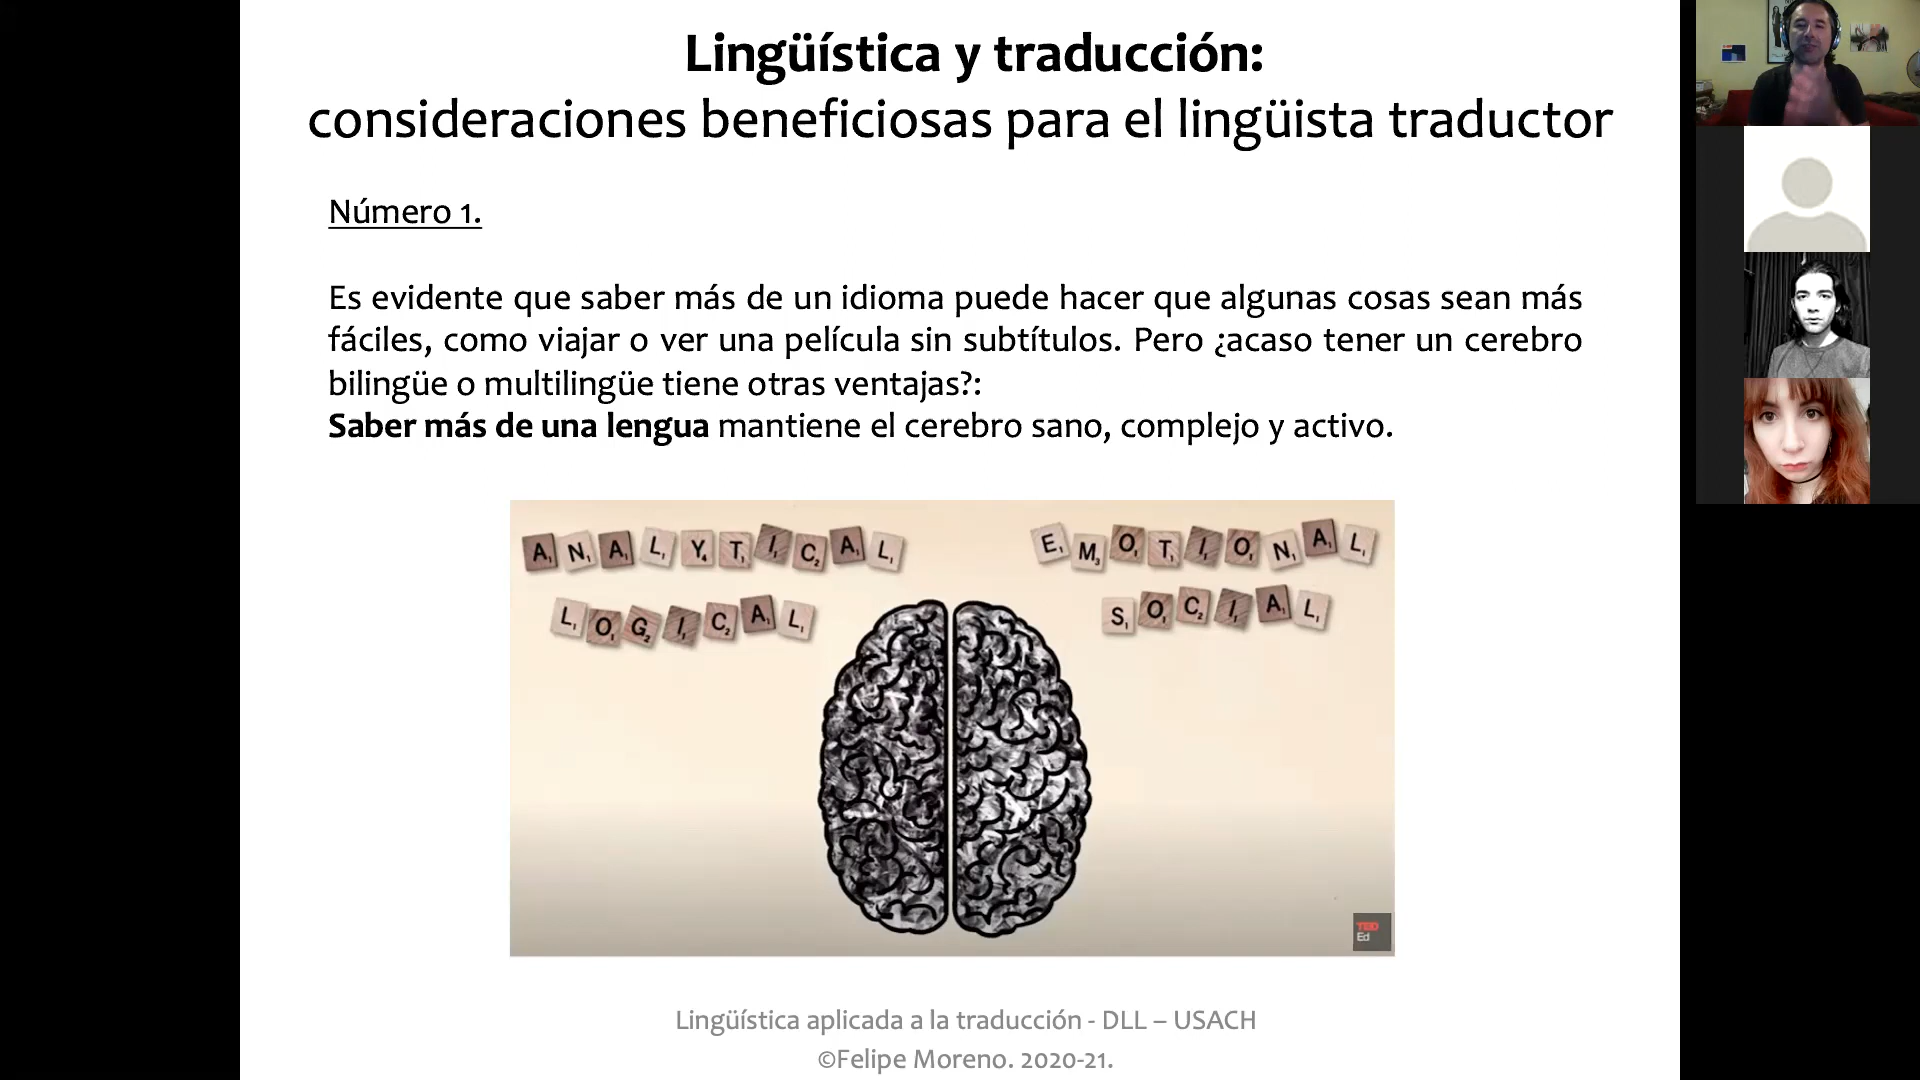 Lingüística y traducción:
consideraciones beneficiosas para el lingüista traductor
Número 1.
Es evidente que saber más de un idioma puede hacer que algunas cosas sean más
fáciles, como viajar o ver una película sin subtítulos. Pero ¿acaso tener un cerebro
bilingüe o multilingüe tiene otras ventajas?:
Saber más de una lengua mantiene el cerebro sano, complejo y activo.
ANALYTICAL
LOGICAL
EMOTIONAL
SOCIAL
TED
Ed
Lingüística aplicada a la traducción - DLL – USACH
©Felipe Moreno. 2020-21.